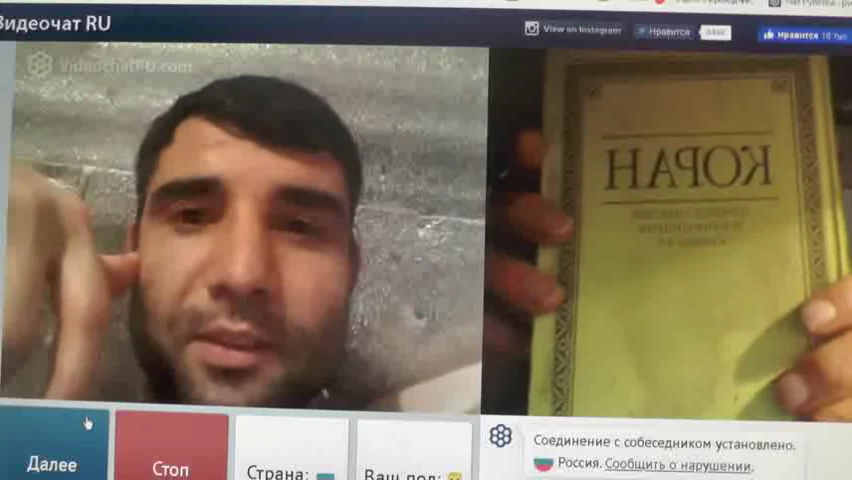 Видеочат RU
View on Instagram
Нравится
Нравится
VideochatRU.com
КОРАН
Далее
Стоп
Страна:
Ваш пол:
Соединение с собеседником установлено.
Россия. Сообщить о нарушении.